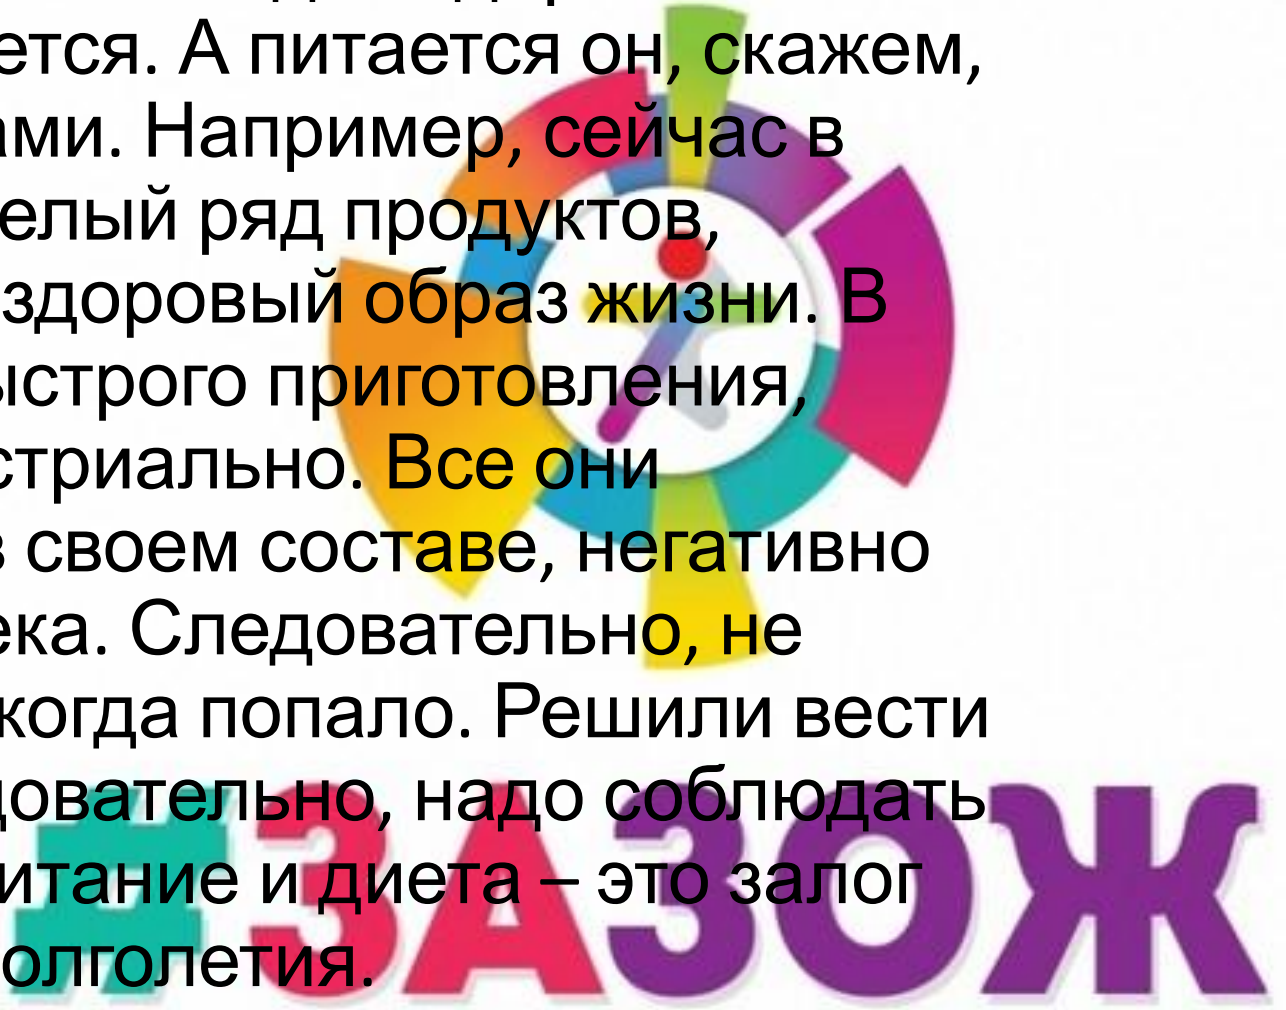 ется. А питается он, скажем,
ами. Например, сейчас в
елый ряд продуктов,
здоровый образ жизни. В
ыстрого приготовления,
стриально. Все они
в своем составе, негативно
ека. Следовательно, не
когда попало. Решили вести
довательно, надо соблюдать
итание и диета – это залог
олголетия.
#ЗАЗОЖ